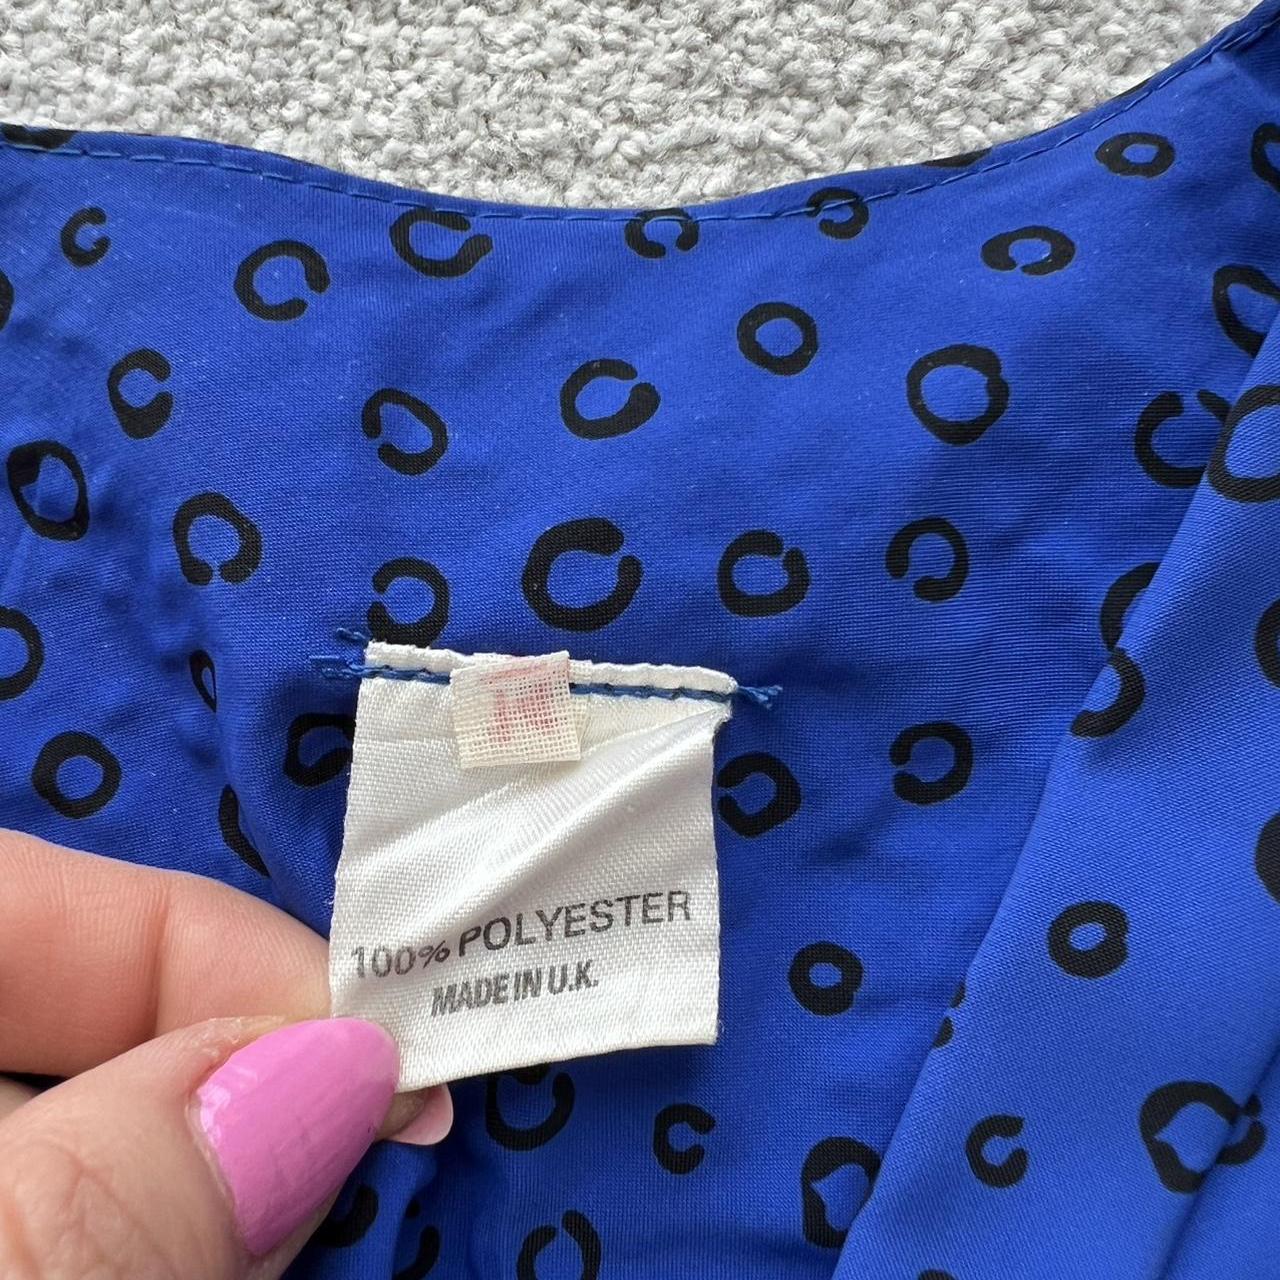 100% POLYESTER
MADE IN U.K.